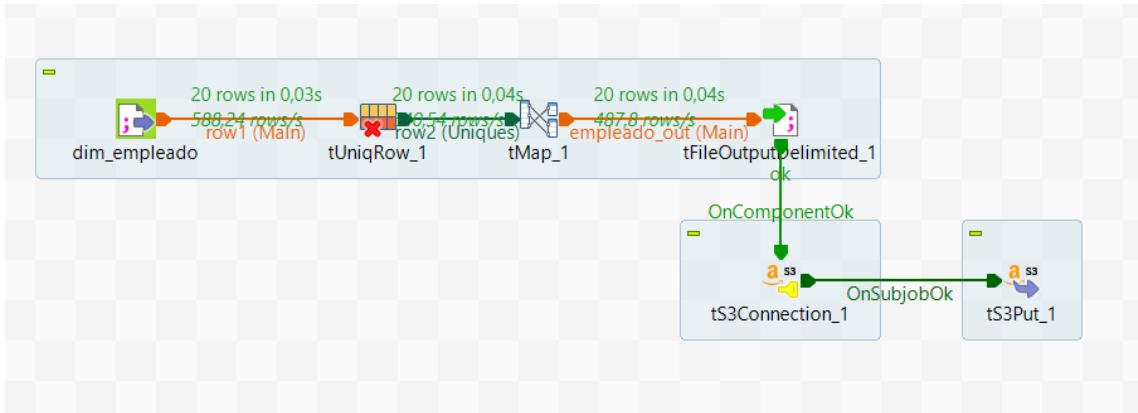 20 rows in 0,03s
20 rows in 0,04s
20 rows in 0,04s
588,24 rows/s
rows/s
487,8 rows/s
row1 (Main)
row2 (Uniques)
empleado_out (Main)
dim_empleado
tUniqRow_1
tMap_1
tFileOutputDelimited_1
ok
OnComponentOk
a S3
a S3
OnSubjobOk
tS3Connection_1
tS3Put_1